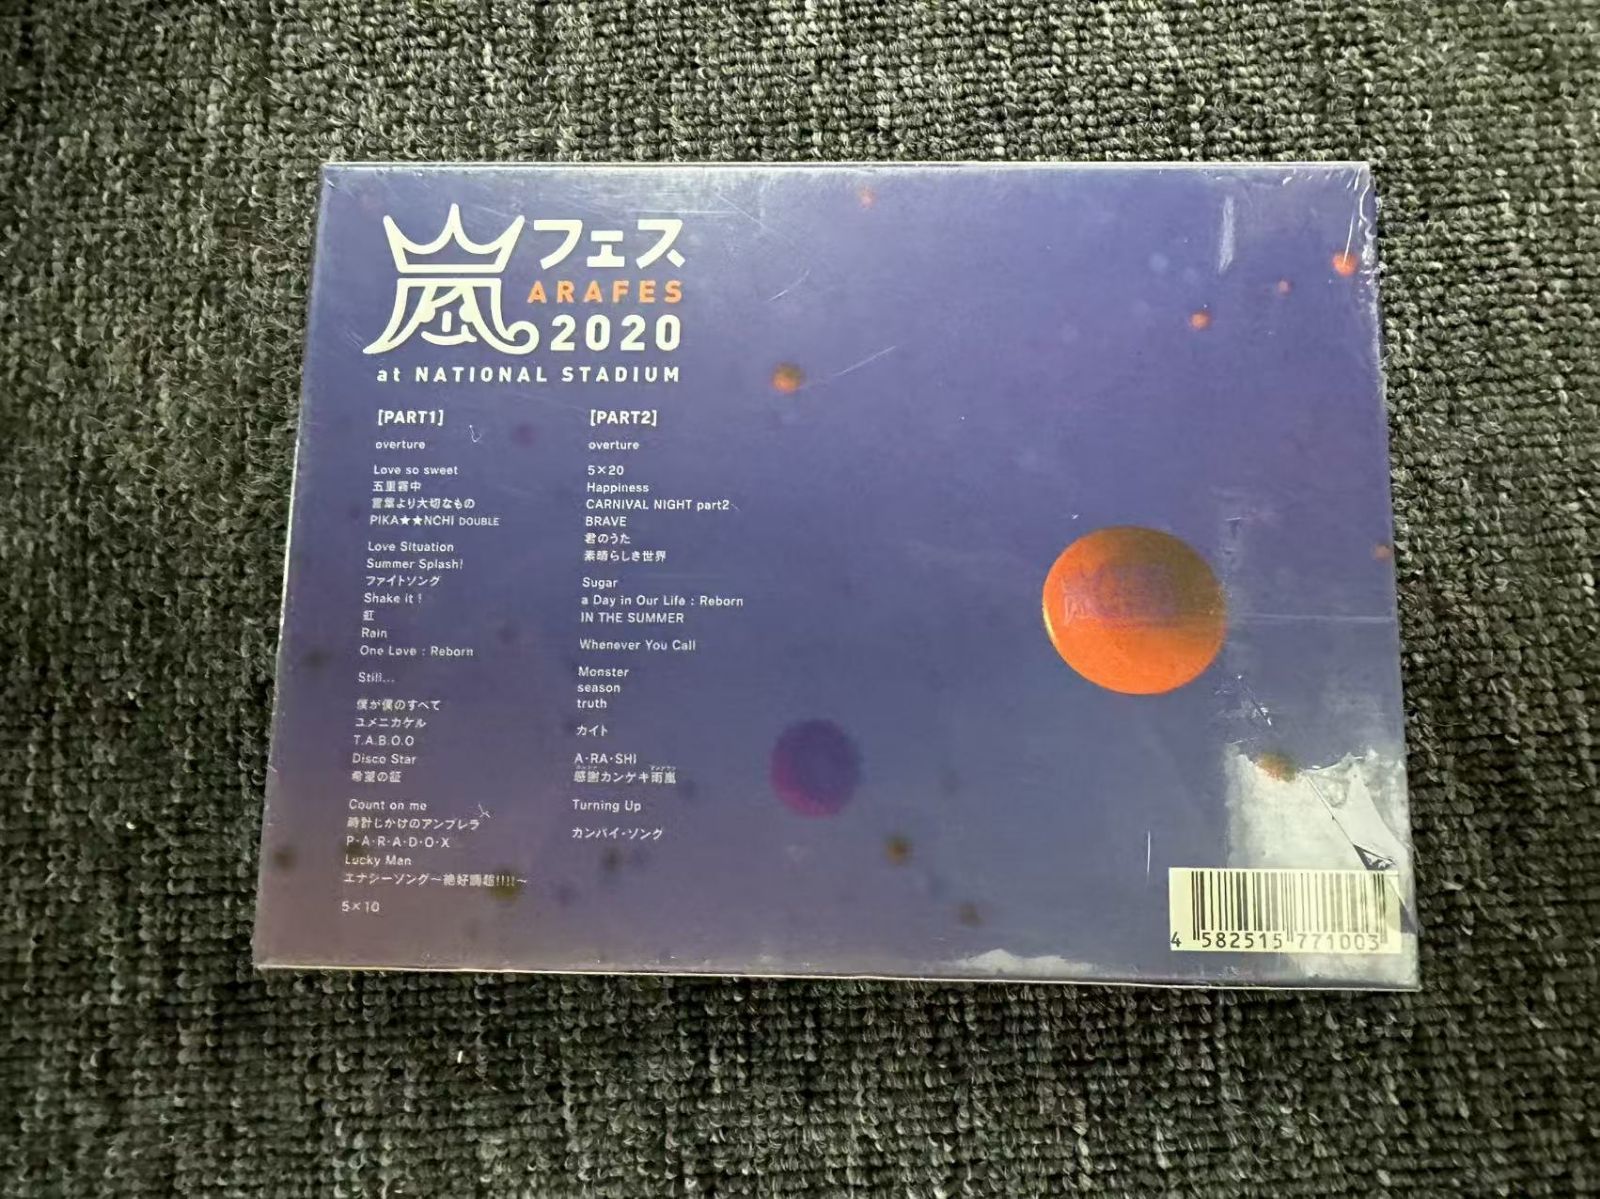 嵐フェス
ARAFES
2020
at NATIONAL STADIUM
[PART1]
overture
Love so sweet
五里霧中
言葉より大切なもの
PIKA★★NCHI DOUBLE
Love Situation
Summer Splash!
ファイトソング
Shake it !
虹
Rain
One Love : Reborn
Still...
僕が僕のすべて
ユメニカケル
T.A.B.O.O
Disco Star
希望の証
Count on me
時計じかけのアンブレラ
P・A・R・A・D・O・X
Lucky Man
エナジーソング～絶好調超!!!!～
5×10
[PART2]
overture
5×20
Happiness
CARNIVAL NIGHT part2
BRAVE
君のうた
素晴らしき世界
Sugar
a Day in Our Life : Reborn
IN THE SUMMER
Whenever You Call
Monster
season
truth
カイト
A・RA・SHI
感謝カンゲキ雨嵐
Turning Up
カンパイ・ソング
4 582515 771003